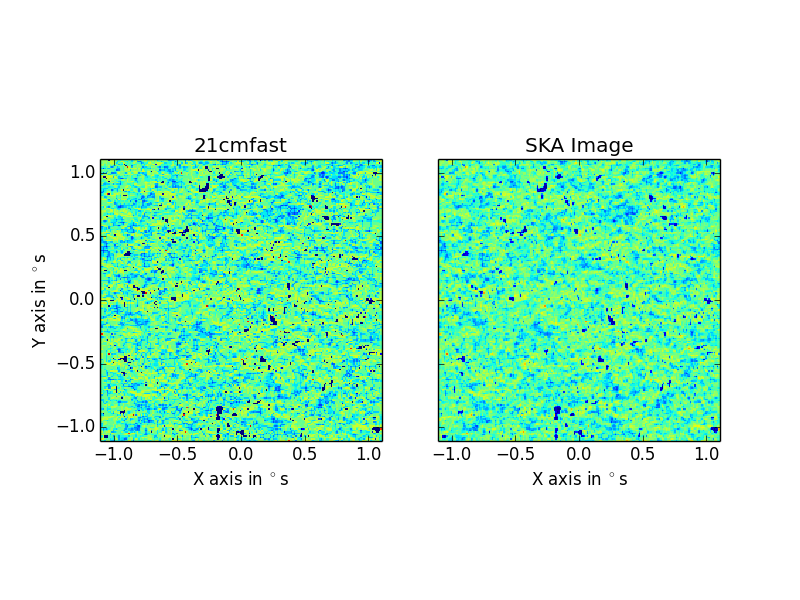 21cmfast
SKA Image
1.0
0.5
0.0
−0.5
−1.0
Y axis in °s
−1.0 −0.5 0.0 0.5 1.0
−1.0 −0.5 0.0 0.5 1.0
X axis in °s
X axis in °s